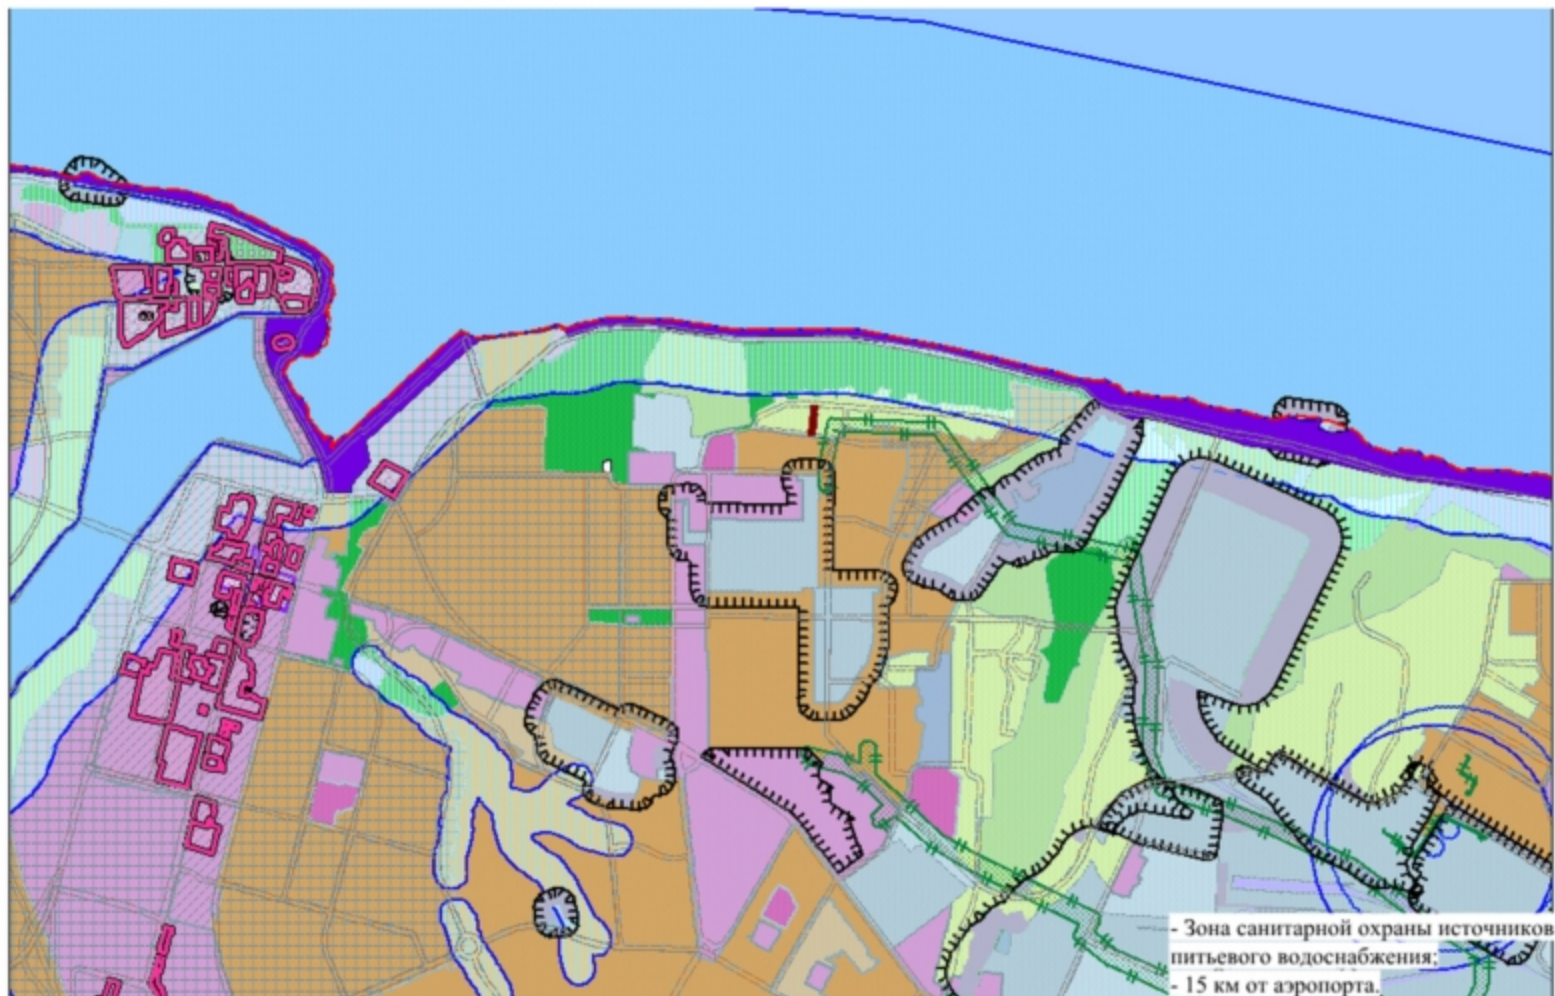 - Зона санитарной охраны источников
питьевого водоснабжения;
- 15 км от аэропорта.